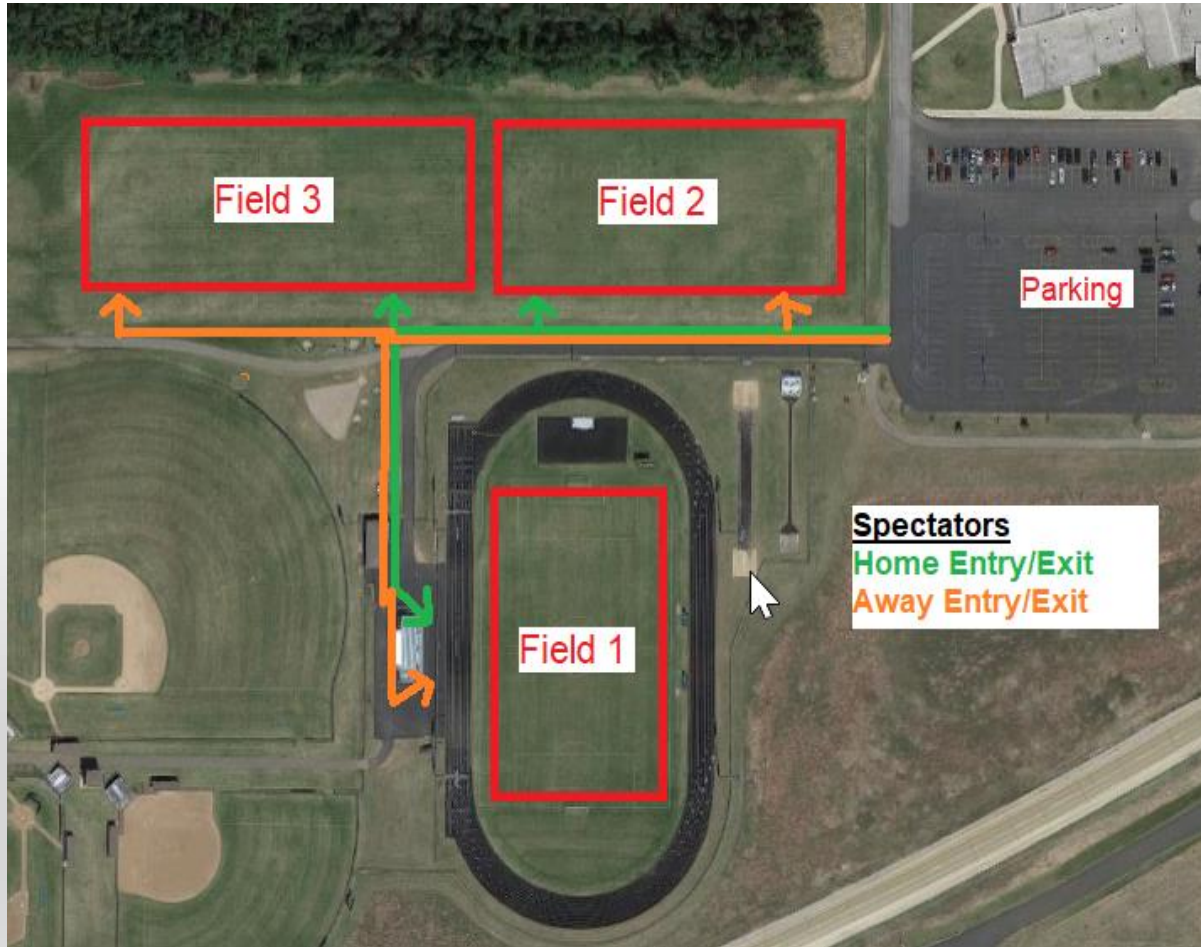 Field 3
Field 2
Parking
Spectators
Home Entry/Exit
Away Entry/Exit
Field 1